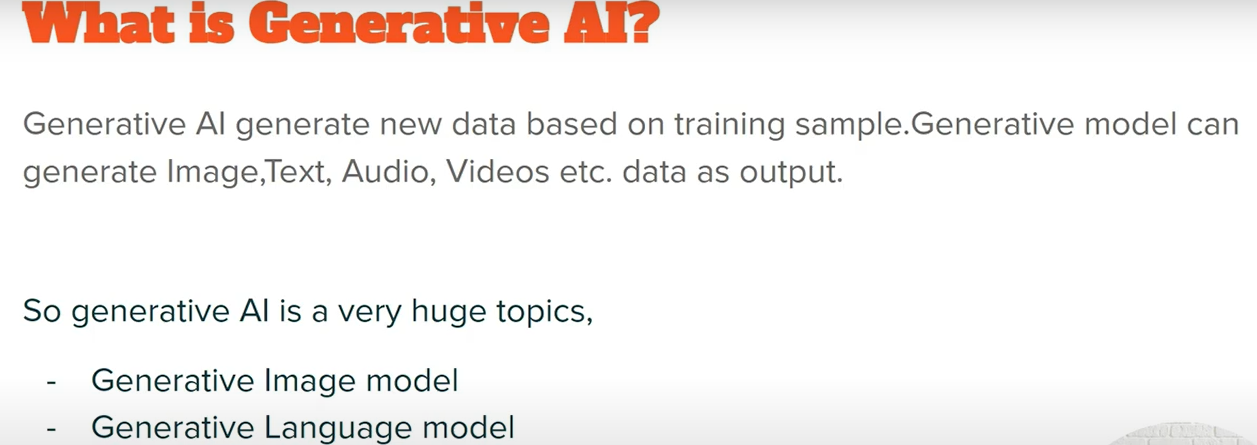 What is Generative AI?
Generative AI generate new data based on training sample.Generative model can
generate Image,Text, Audio, Videos etc. data as output.
So generative AI is a very huge topics,
- Generative Image model
- Generative Language model